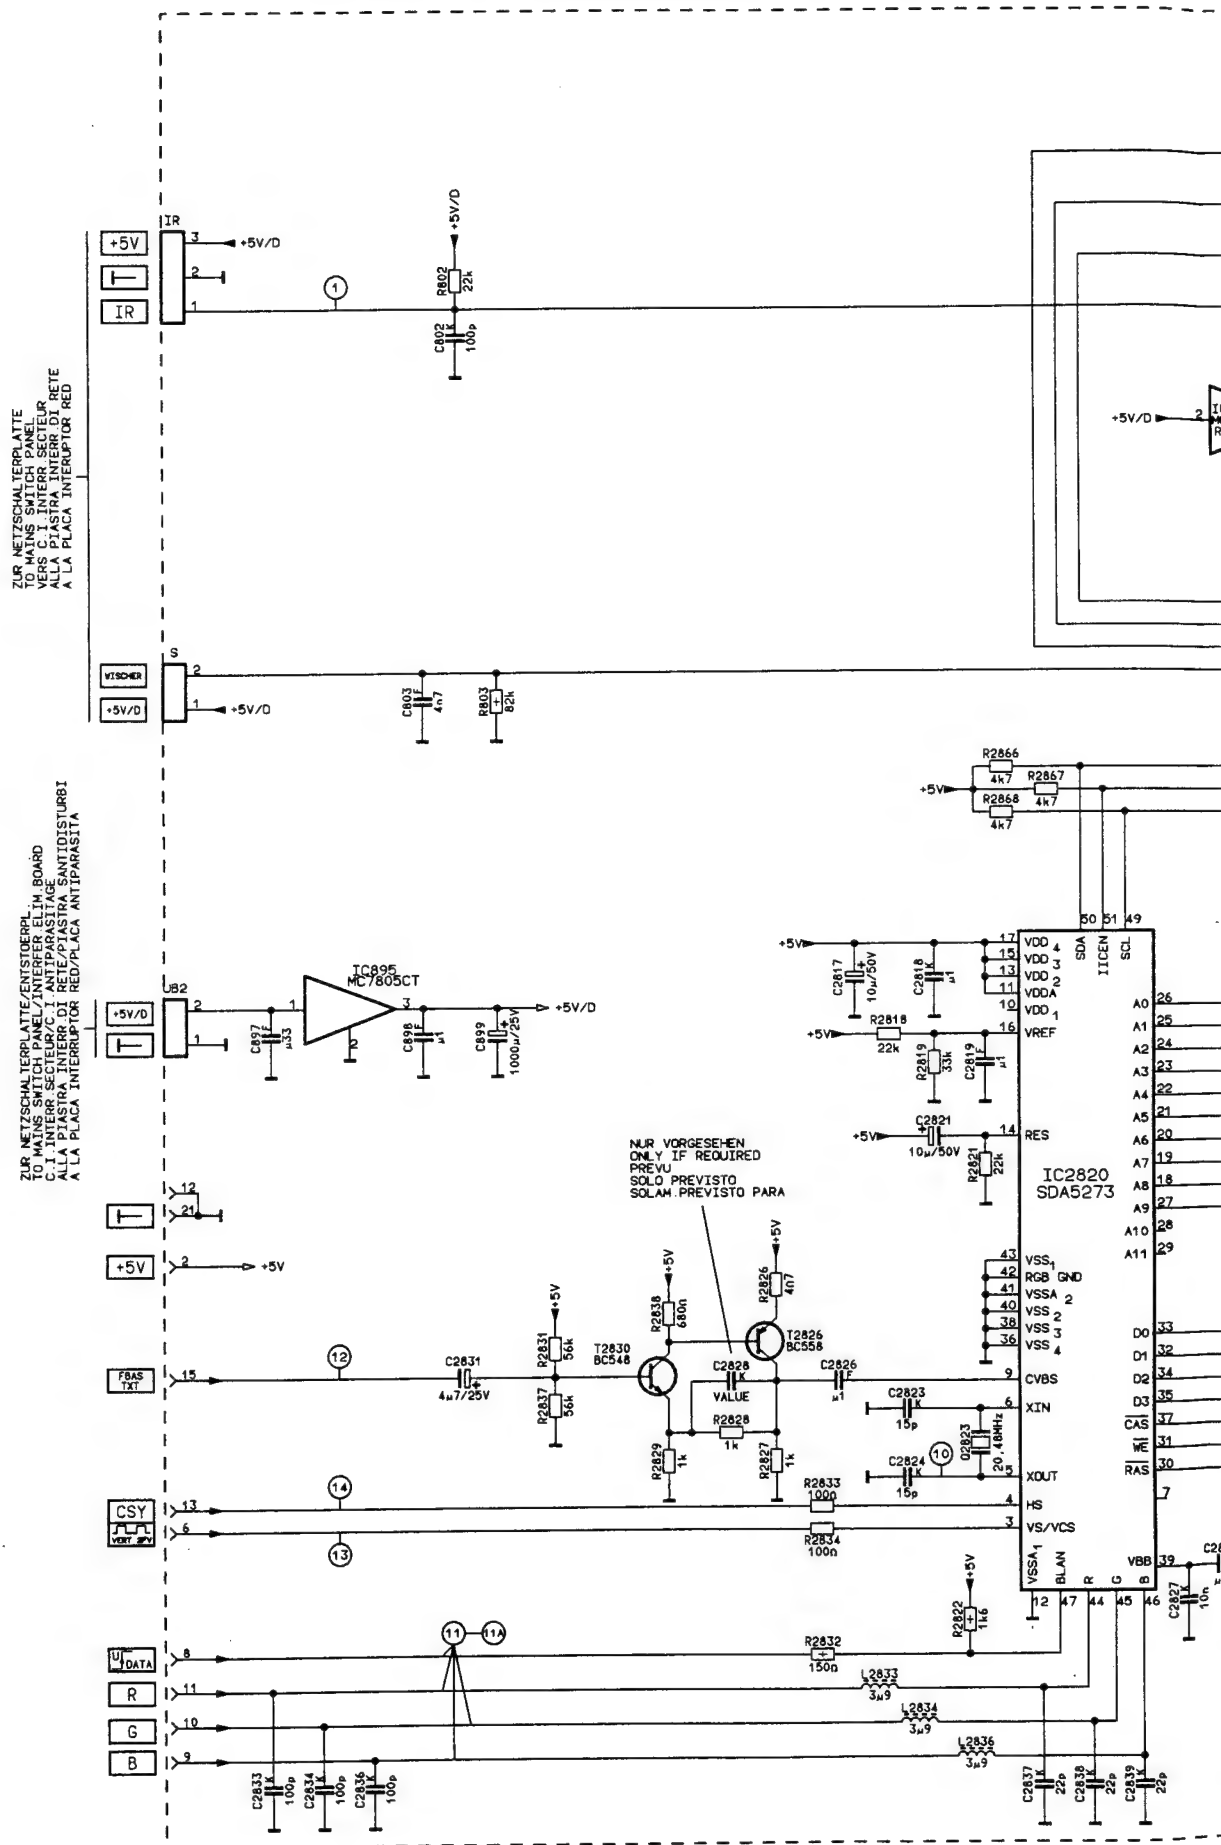 IR
+5V
3
+5V/D
2
IR
1
1
+5V/D
R802
22k
C802
K
100p
ZUR NETZSCHALTERPLATTE
TO MAINS SWITCH PANEL
VERS C.I.INTERR.SECTEUR
ALLA PIASTRA INTERR.DI RETE
A LA PLACA INTERUPTOR RED
+5V/D
2
S
WISCHER
2
+5V/D
1
+5V/D
C803
F
4n7
R803
82k
R2866
4k7
+5V
R2867
4k7
R2868
4k7
ZUR NETZSCHALTERPLATTE/ENTSTOERPL.
TO MAINS SWITCH PANEL/INTERFER.ELIM.BOARD
C.I.INTERR.SECTEUR/C.I.ANTIPARASITAGE
ALLA PIASTRA INTERR.DI RETE/PIASTRA SANTIDISTURBI
A LA PLACA INTERRUPTOR RED/PLACA ANTIPARASITA
UB2
+5V/D
2
1
C897
F
µ33
IC895
MC7805CT
1
3
2
C898
F
µ1
C899
1000µ/25V
+5V/D
50
51
49
SDA
IICEN
SCL
+5V
C2817
10µ/50V
C2818
K
µ1
17
VDD 4
15
VDD 3
13
VDD 2
11
VDDA
10
VDD 1
+5V
R2818
22k
R2819
33k
C2819
F
µ1
16
VREF
+5V
C2821
10µ/50V
R2821
22k
14
RES
IC2820
SDA5273
A0 26
A1 25
A2 24
A3 23
A4 22
A5 21
A6 20
A7 19
A8 18
A9 27
A10 28
A11 29
NUR VORGESEHEN
ONLY IF REQUIRED
PREVU
SOLO PREVISTO
SOLAM.PREVISTO PARA
12
21
+5V
2
+5V
43
VSS 1
42
RGB GND
41
VSSA 2
40
VSS 2
38
VSS 3
36
VSS 4
D0 33
D1 32
D2 34
D3 35
CAS 37
WE 31
RAS 30
7
FBAS
TXT
15
12
C2831
4µ7/25V
+5V
R2831
56k
R2837
56k
+5V
R2838
680Ω
T2830
BC548
+5V
R2826
4Ω7
T2826
BC558
C2828
K
VALUE
R2828
1k
R2829
1k
R2827
1k
C2826
F
µ1
9
CVBS
C2823
K
15p
6
XIN
Q2823
20,48MHz
C2824
K
15p
10
5
XOUT
CSY
13
14
R2833
100Ω
4
HS
VERT
6
13
R2834
100Ω
3
VS/VCS
VSSA 1
BLAN
R
G
B
VBB 39
12
47
44
45
46
C2827
K
10n
+5V
R2822
1k6
U
DATA
8
11
11A
R2832
150Ω
R
11
L2833
3µ9
G
10
L2834
3µ9
B
9
L2836
3µ9
C2833
K
100p
C2834
K
100p
C2836
K
100p
C2837
K
22p
C2838
K
22p
C2839
K
22p